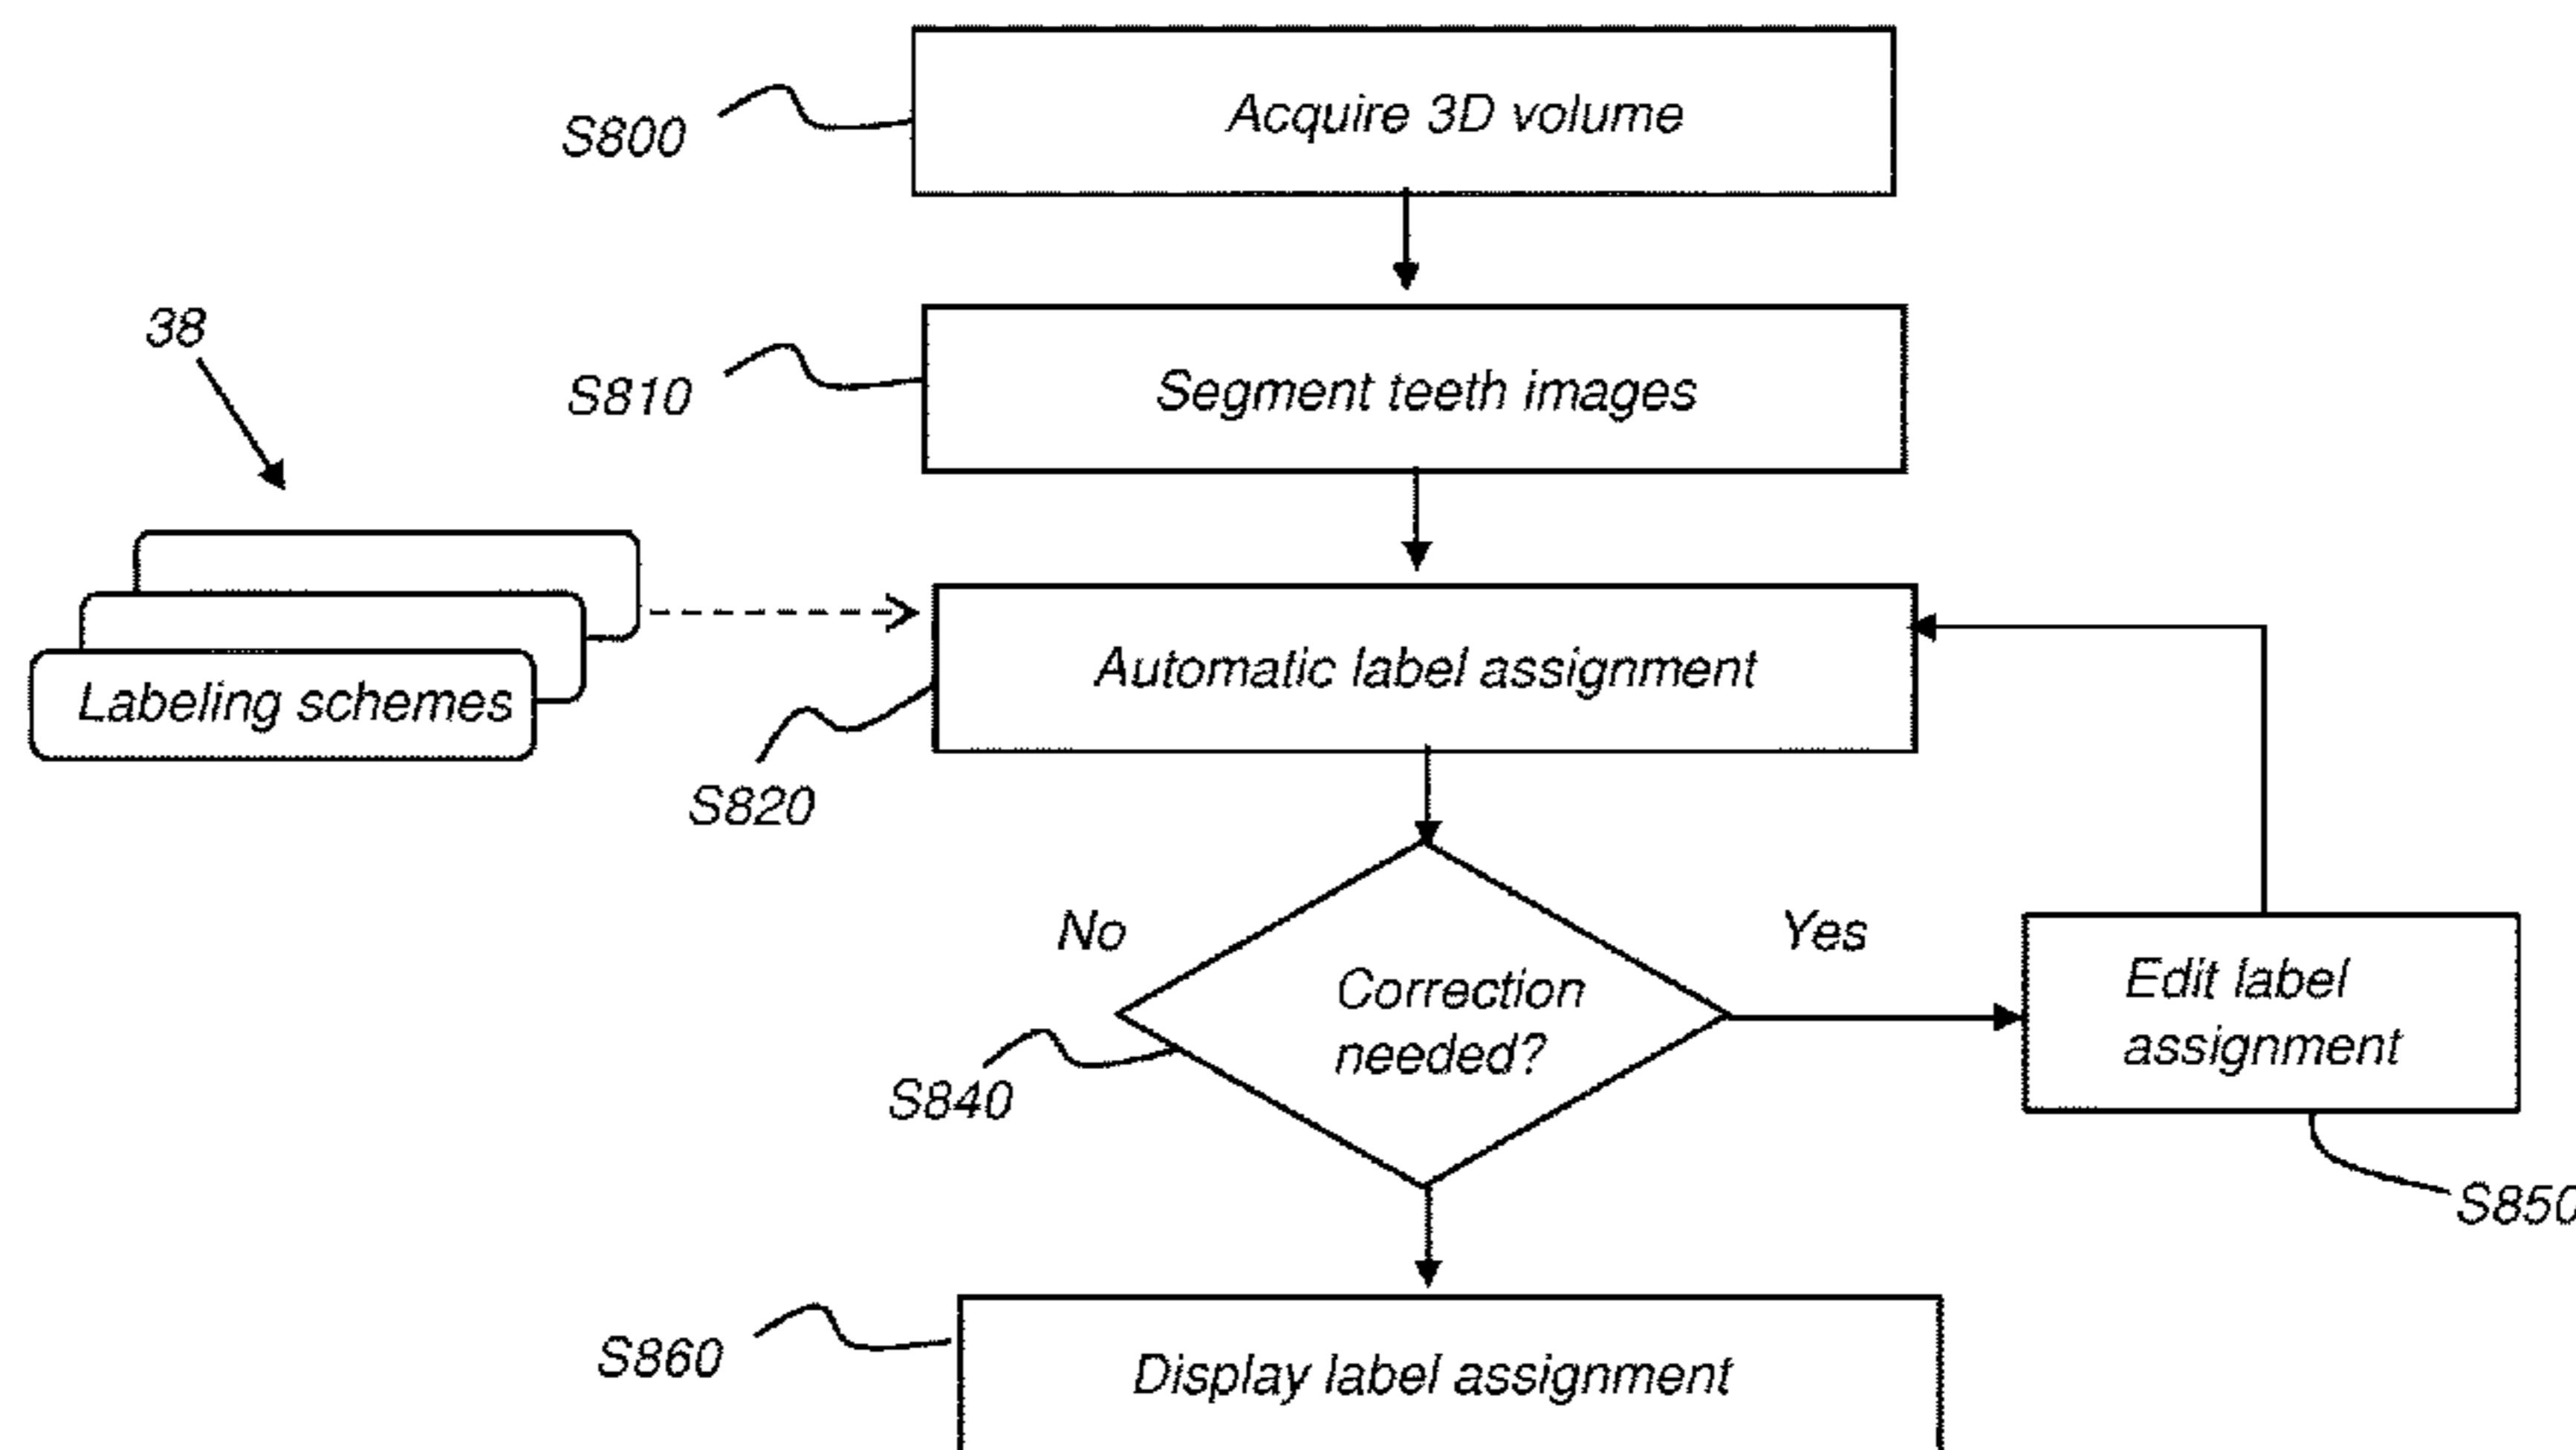 Acquire 3D volume
S800
38
Segment teeth images
S810
Labeling schemes
Automatic label assignment
S820
No
Yes
Correction
needed?
Edit label
assignment
S840
S850
Display label assignment
S860